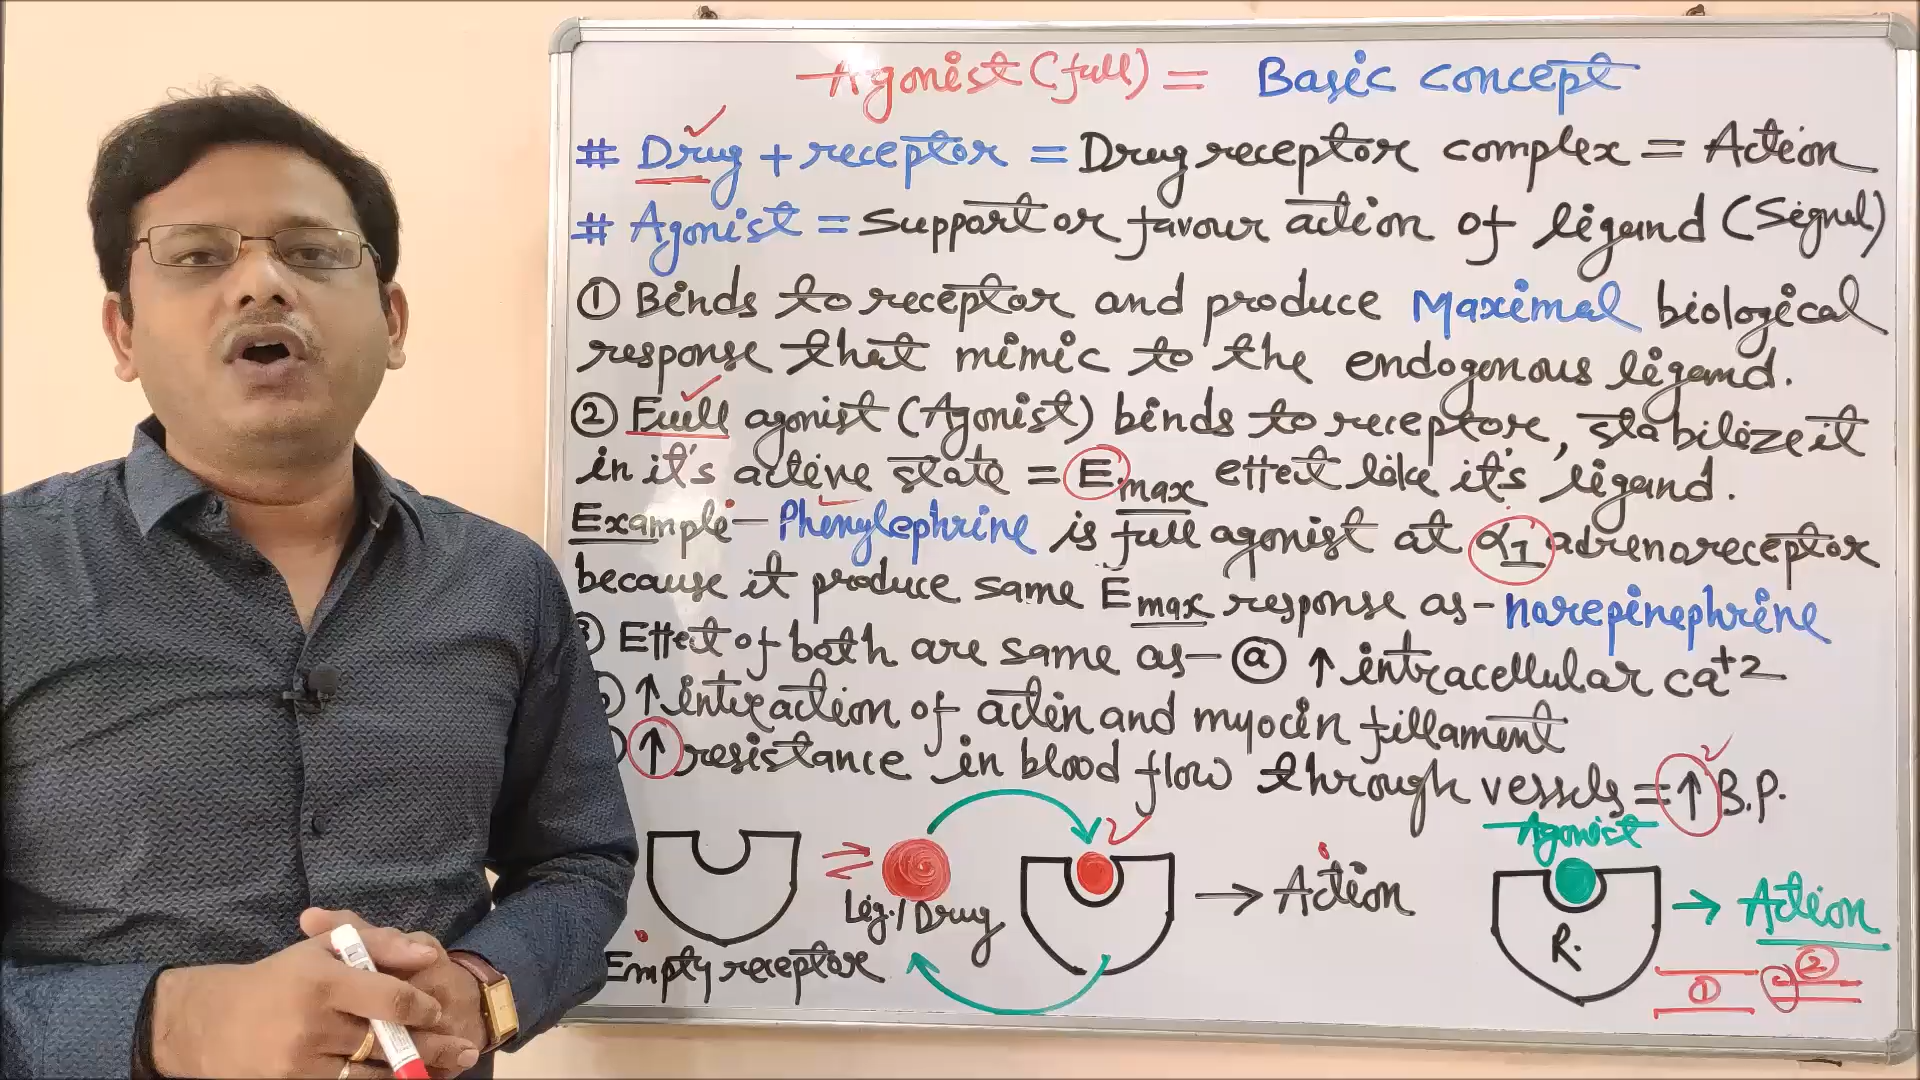 Agonist (full) = Basic concept
# Drug + receptor = Drug receptor complex = Action
# Agonist = Support or favour action of ligand (Signal)
① Binds to receptor and produce Maximal biological
response that mimic to the endogonous ligand.
② Full agonist (Agonist) binds to receptor, stabilize it
in it's active state = Emax effect like it's ligand.
Example - Phenylephrine is full agonist at α1 adrenoreceptor
because it produce same Emax response as - norepinephrine
Effect of both are same as - ⓐ ↑ intracellular ca+2
↑ interaction of actin and myocin fillament
↑ resistance in blood flow through vessels = ↑ B.P.
Agonist
Lig./Drug → Action R. → Action
Empty receptor
① = ②